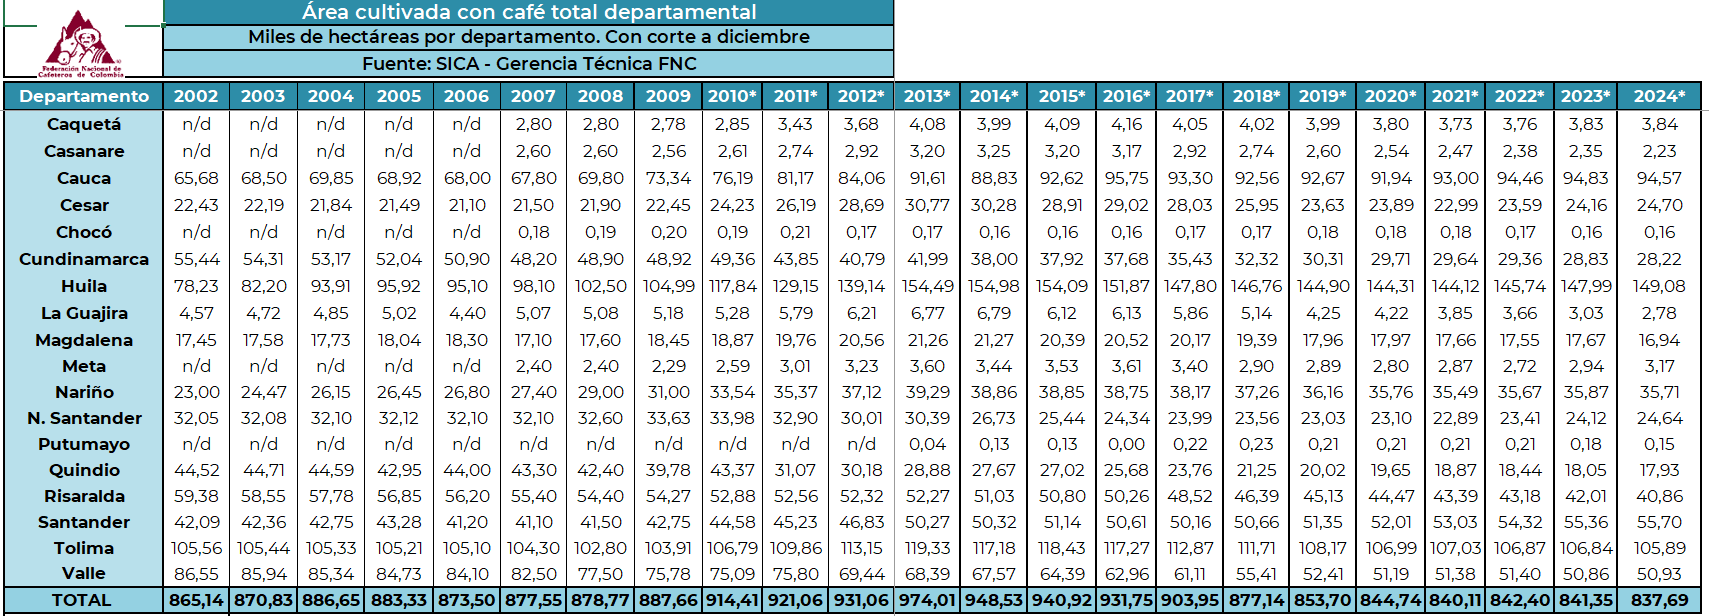 Área cultivada con café total departamental
Miles de hectáreas por departamento. Con corte a diciembre
Federación Nacional de
Cafeteros de Colombia
Fuente: SICA - Gerencia Técnica FNC
Departamento 2002 2003 2004 2005 2006 2007 2008 2009 2010* 2011* 2012* 2013* 2014* 2015* 2016* 2017* 2018* 2019* 2020* 2021* 2022* 2023* 2024*
Caquetá n/d n/d n/d n/d n/d 2,80 2,80 2,78 2,85 3,43 3,68 4,08 3,99 4,09 4,16 4,05 4,02 3,99 3,80 3,73 3,76 3,83 3,84
Casanare n/d n/d n/d n/d n/d 2,60 2,60 2,56 2,61 2,74 2,92 3,20 3,25 3,20 3,17 2,92 2,74 2,60 2,54 2,47 2,38 2,35 2,23
Cauca 65,68 68,50 69,85 68,92 68,00 67,80 69,80 73,34 76,19 81,17 84,06 91,61 88,83 92,62 95,75 93,30 92,56 92,67 91,94 93,00 94,46 94,83 94,57
Cesar 22,43 22,19 21,84 21,49 21,10 21,50 21,90 22,45 24,23 26,19 28,69 30,77 30,28 28,91 29,02 28,03 25,95 23,63 23,89 22,99 23,59 24,16 24,70
Chocó n/d n/d n/d n/d n/d 0,18 0,19 0,20 0,19 0,21 0,17 0,17 0,16 0,16 0,16 0,17 0,17 0,18 0,18 0,18 0,17 0,16 0,16
Cundinamarca 55,44 54,31 53,17 52,04 50,90 48,20 48,90 48,92 49,36 43,85 40,79 41,99 38,00 37,92 37,68 35,43 32,32 30,31 29,71 29,64 29,36 28,83 28,22
Huila 78,23 82,20 93,91 95,92 95,10 98,10 102,50 104,99 117,84 129,15 139,14 154,49 154,98 154,09 151,87 147,80 146,76 144,90 144,31 144,12 145,74 147,99 149,08
La Guajira 4,57 4,72 4,85 5,02 4,40 5,07 5,08 5,18 5,28 5,79 6,21 6,77 6,79 6,12 6,13 5,86 5,14 4,25 4,22 3,85 3,66 3,03 2,78
Magdalena 17,45 17,58 17,73 18,04 18,30 17,10 17,60 18,45 18,87 19,76 20,56 21,26 21,27 20,39 20,52 20,17 19,39 17,96 17,97 17,66 17,55 17,67 16,94
Meta n/d n/d n/d n/d n/d 2,40 2,40 2,29 2,59 3,01 3,23 3,60 3,44 3,53 3,61 3,40 2,90 2,89 2,80 2,87 2,72 2,94 3,17
Nariño 23,00 24,47 26,15 26,45 26,80 27,40 29,00 31,00 33,54 35,37 37,12 39,29 38,86 38,85 38,75 38,17 37,26 36,16 35,76 35,49 35,67 35,87 35,71
N. Santander 32,05 32,08 32,10 32,12 32,10 32,10 32,60 33,63 33,98 32,90 30,01 30,39 26,73 25,44 24,34 23,99 23,56 23,03 23,10 22,89 23,41 24,12 24,64
Putumayo n/d n/d n/d n/d n/d n/d n/d n/d n/d n/d n/d 0,04 0,13 0,13 0,00 0,22 0,23 0,21 0,21 0,21 0,21 0,18 0,15
Quindio 44,52 44,71 44,59 42,95 44,00 43,30 42,40 39,78 43,37 31,07 30,18 28,88 27,67 27,02 25,68 23,76 21,25 20,02 19,65 18,87 18,44 18,05 17,93
Risaralda 59,38 58,55 57,78 56,85 56,20 55,40 54,40 54,27 52,88 52,56 52,32 52,27 51,03 50,80 50,26 48,52 46,39 45,13 44,47 43,39 43,18 42,01 40,86
Santander 42,09 42,36 42,75 43,28 41,20 41,10 41,50 42,75 44,58 45,23 46,83 50,27 50,32 51,14 50,61 50,16 50,66 51,35 52,01 53,03 54,32 55,36 55,70
Tolima 105,56 105,44 105,33 105,21 105,10 104,30 102,80 103,91 106,79 109,86 113,15 119,33 117,18 118,43 117,27 112,87 111,71 108,17 106,99 107,03 106,87 106,84 105,89
Valle 86,55 85,94 85,34 84,73 84,10 82,50 77,50 75,78 75,09 75,80 69,44 68,39 67,57 64,39 62,96 61,11 55,41 52,41 51,19 51,38 51,40 50,86 50,93
TOTAL 865,14 870,83 886,65 883,33 873,50 877,55 878,77 887,66 914,41 921,06 931,06 974,01 948,53 940,92 931,75 903,95 877,14 853,70 844,74 840,11 842,40 841,35 837,69